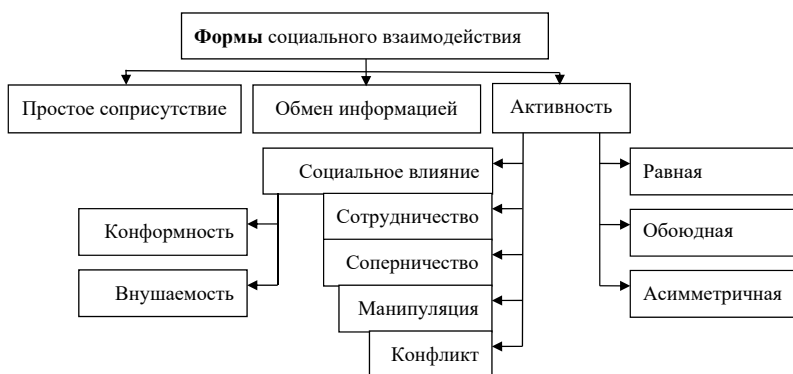 Формы социального взаимодействия
Простое соприсутствие
Обмен информацией
Активность
Социальное влияние
Равная
Сотрудничество
Конформность
Обоюдная
Соперничество
Внушаемость
Манипуляция
Асимметричная
Конфликт